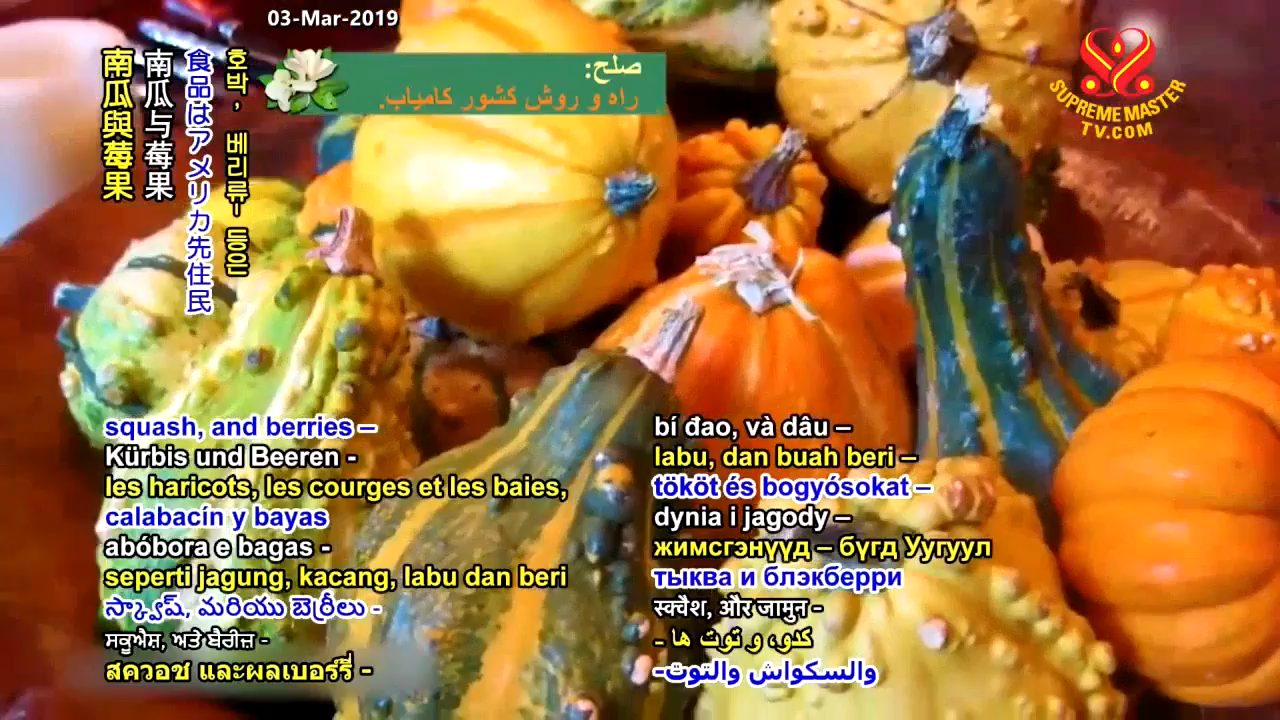 03-Mar-2019
صلح:
راه و روش کشور کامیاب.
SUPREME MASTER
TV.COM
南瓜與莓果
南瓜与莓果
食品はアメリカ先住民
호박, 베리류- 등은
squash, and berries –
Kürbis und Beeren -
les haricots, les courges et les baies,
calabacín y bayas
abóbora e bagas -
seperti jagung, kacang, labu dan beri
స్క్వాష్, మరియు బెర్రీలు -
ਸਕੂਐਸ਼, ਅਤੇ ਬੇਰੀਜ਼ -
สควอช และผลเบอร์รี่ -
bí đao, và dâu –
labu, dan buah beri –
tököt és bogyósokat –
dynia i jagody –
жимсгэнүүд – бүгд Уугуул
тыква и блэкберри
स्क्वैश, और जामुन -
کدو، و توت ها -
والسكواش والتوت-